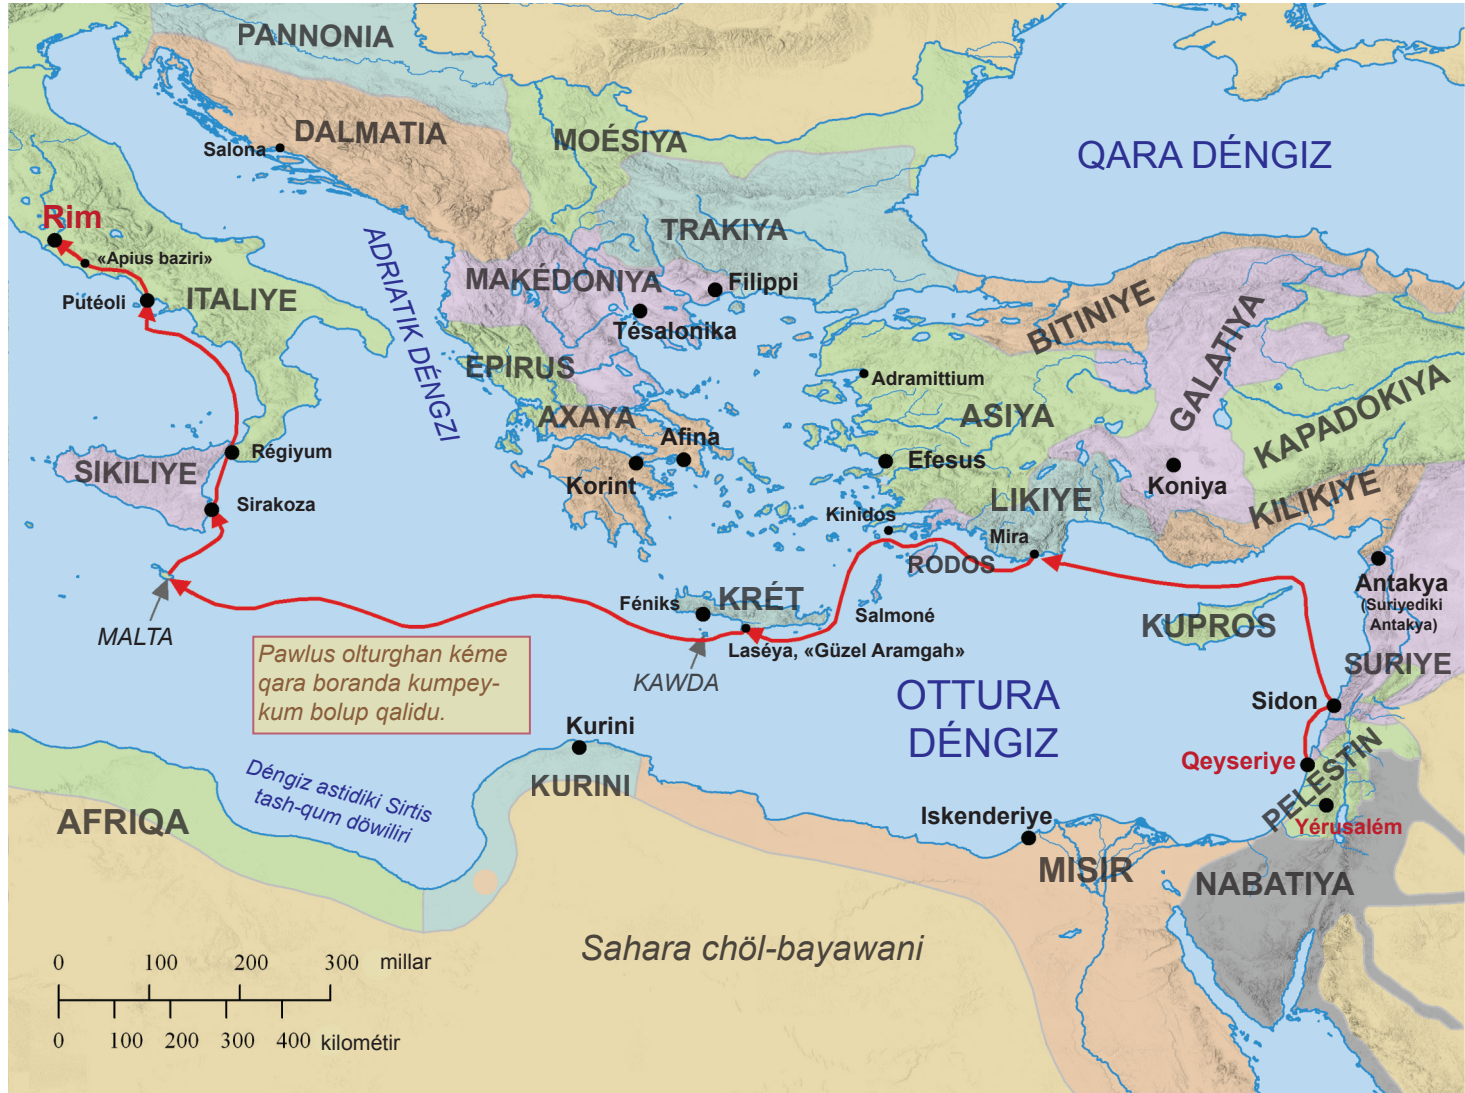 PANNONIA
DALMATIA
Salona
MOÉSIYA
QARA DÉNGIZ
Rim
«Apius baziri»
Putéoli
ITALIYE
ADRIATIK DÉNGZI
TRAKIYA
MAKÉDONIYA
Filippi
Tésalonika
EPIRUS
AXAYA
Afina
Korint
BITINIYE
GALATIYA
KAPADOKIYA
Adramittium
ASIYA
Efesus
Koniya
LIKIYE
KILIKIYE
Kinidos
Mira
RODOS
Régiyum
SIKILIYE
Sirakoza
MALTA
Féniks
KRÉT
Salmoné
Laséya, «Güzel Aramgah»
KAWDA
KUPROS
Antakya
(Suriyediki
Antakya)
SURIYE
Pawlus olturghan kéme
qara boranda kumpey-
kum bolup qalidu.
OTTURA
DÉNGIZ
Sidon
Qeyseriye
PELESTIN
Yérusalém
Kurini
KURINI
Déngiz astidiki Sirtis
tash-qum döwiliri
AFRIQA
Iskenderiye
MISIR
NABATIYA
Sahara chöl-bayawani
0 100 200 300 millar
0 100 200 300 400 kilométir